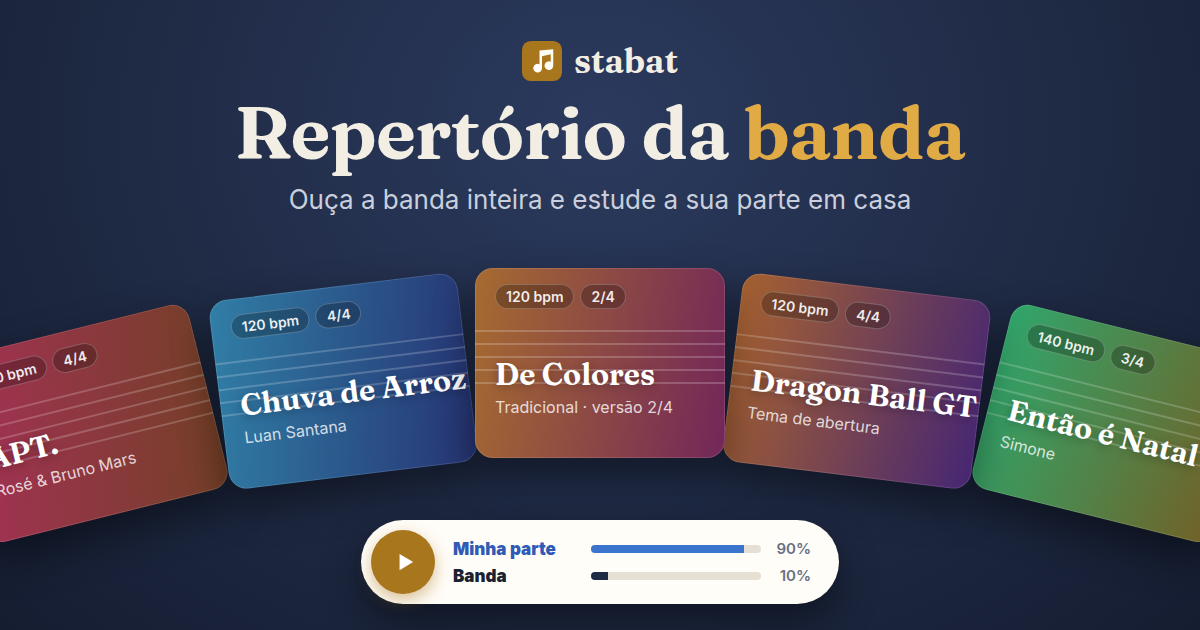 stabat
Repertório da banda
Ouça a banda inteira e estude a sua parte em casa
bpm 4/4
APT.
Rosé & Bruno Mars
120 bpm 4/4
Chuva de Arroz
Luan Santana
120 bpm 2/4
De Colores
Tradicional · versão 2/4
120 bpm 4/4
Dragon Ball GT
Tema de abertura
140 bpm 3/4
Então é Natal
Simone
Minha parte 90%
Banda 10%